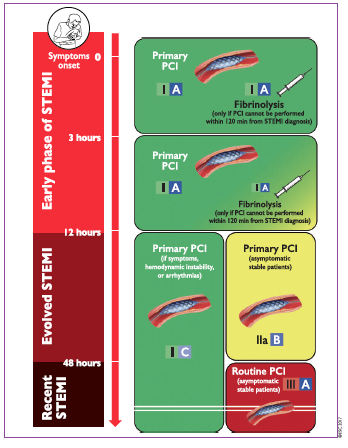 Symptoms
onset
0
3 hours
12 hours
48 hours
Early phase of STEMI
Evolved STEMI
Recent
STEMI
Primary
PCI
I A
I A
Fibrinolysis
(only if PCI cannot be performed
within 120 min from STEMI diagnosis)
Primary
PCI
I A
I A
Fibrinolysis
(only if PCI cannot be performed
within 120 min from STEMI diagnosis)
Primary PCI
(if symptoms,
hemodynamic instability,
or arrhythmias)
I C
Primary PCI
(asymptomatic
stable patients)
IIa B
Routine PCI
(asymptomatic
stable patients)
III A
©ESC 2017